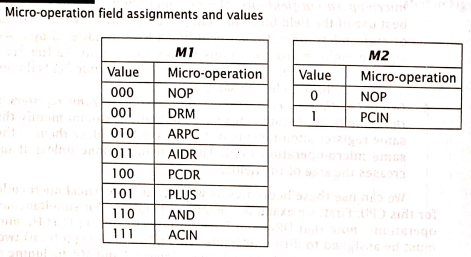 Micro-operation field assignments and values
M1
Value Micro-operation
000 NOP
001 DRM
010 ARPC
011 AIDR
100 PCDR
101 PLUS
110 AND
111 ACIN
M2
Value Micro-operation
0 NOP
1 PCIN